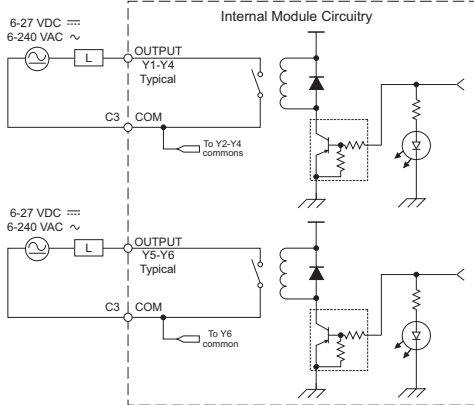 Internal Module Circuitry
6-27 VDC ⎓
6-240 VAC ∼
L
OUTPUT
Y1-Y4
Typical
C3
COM
To Y2-Y4
commons
6-27 VDC ⎓
6-240 VAC ∼
L
OUTPUT
Y5-Y6
Typical
C3
COM
To Y6
common